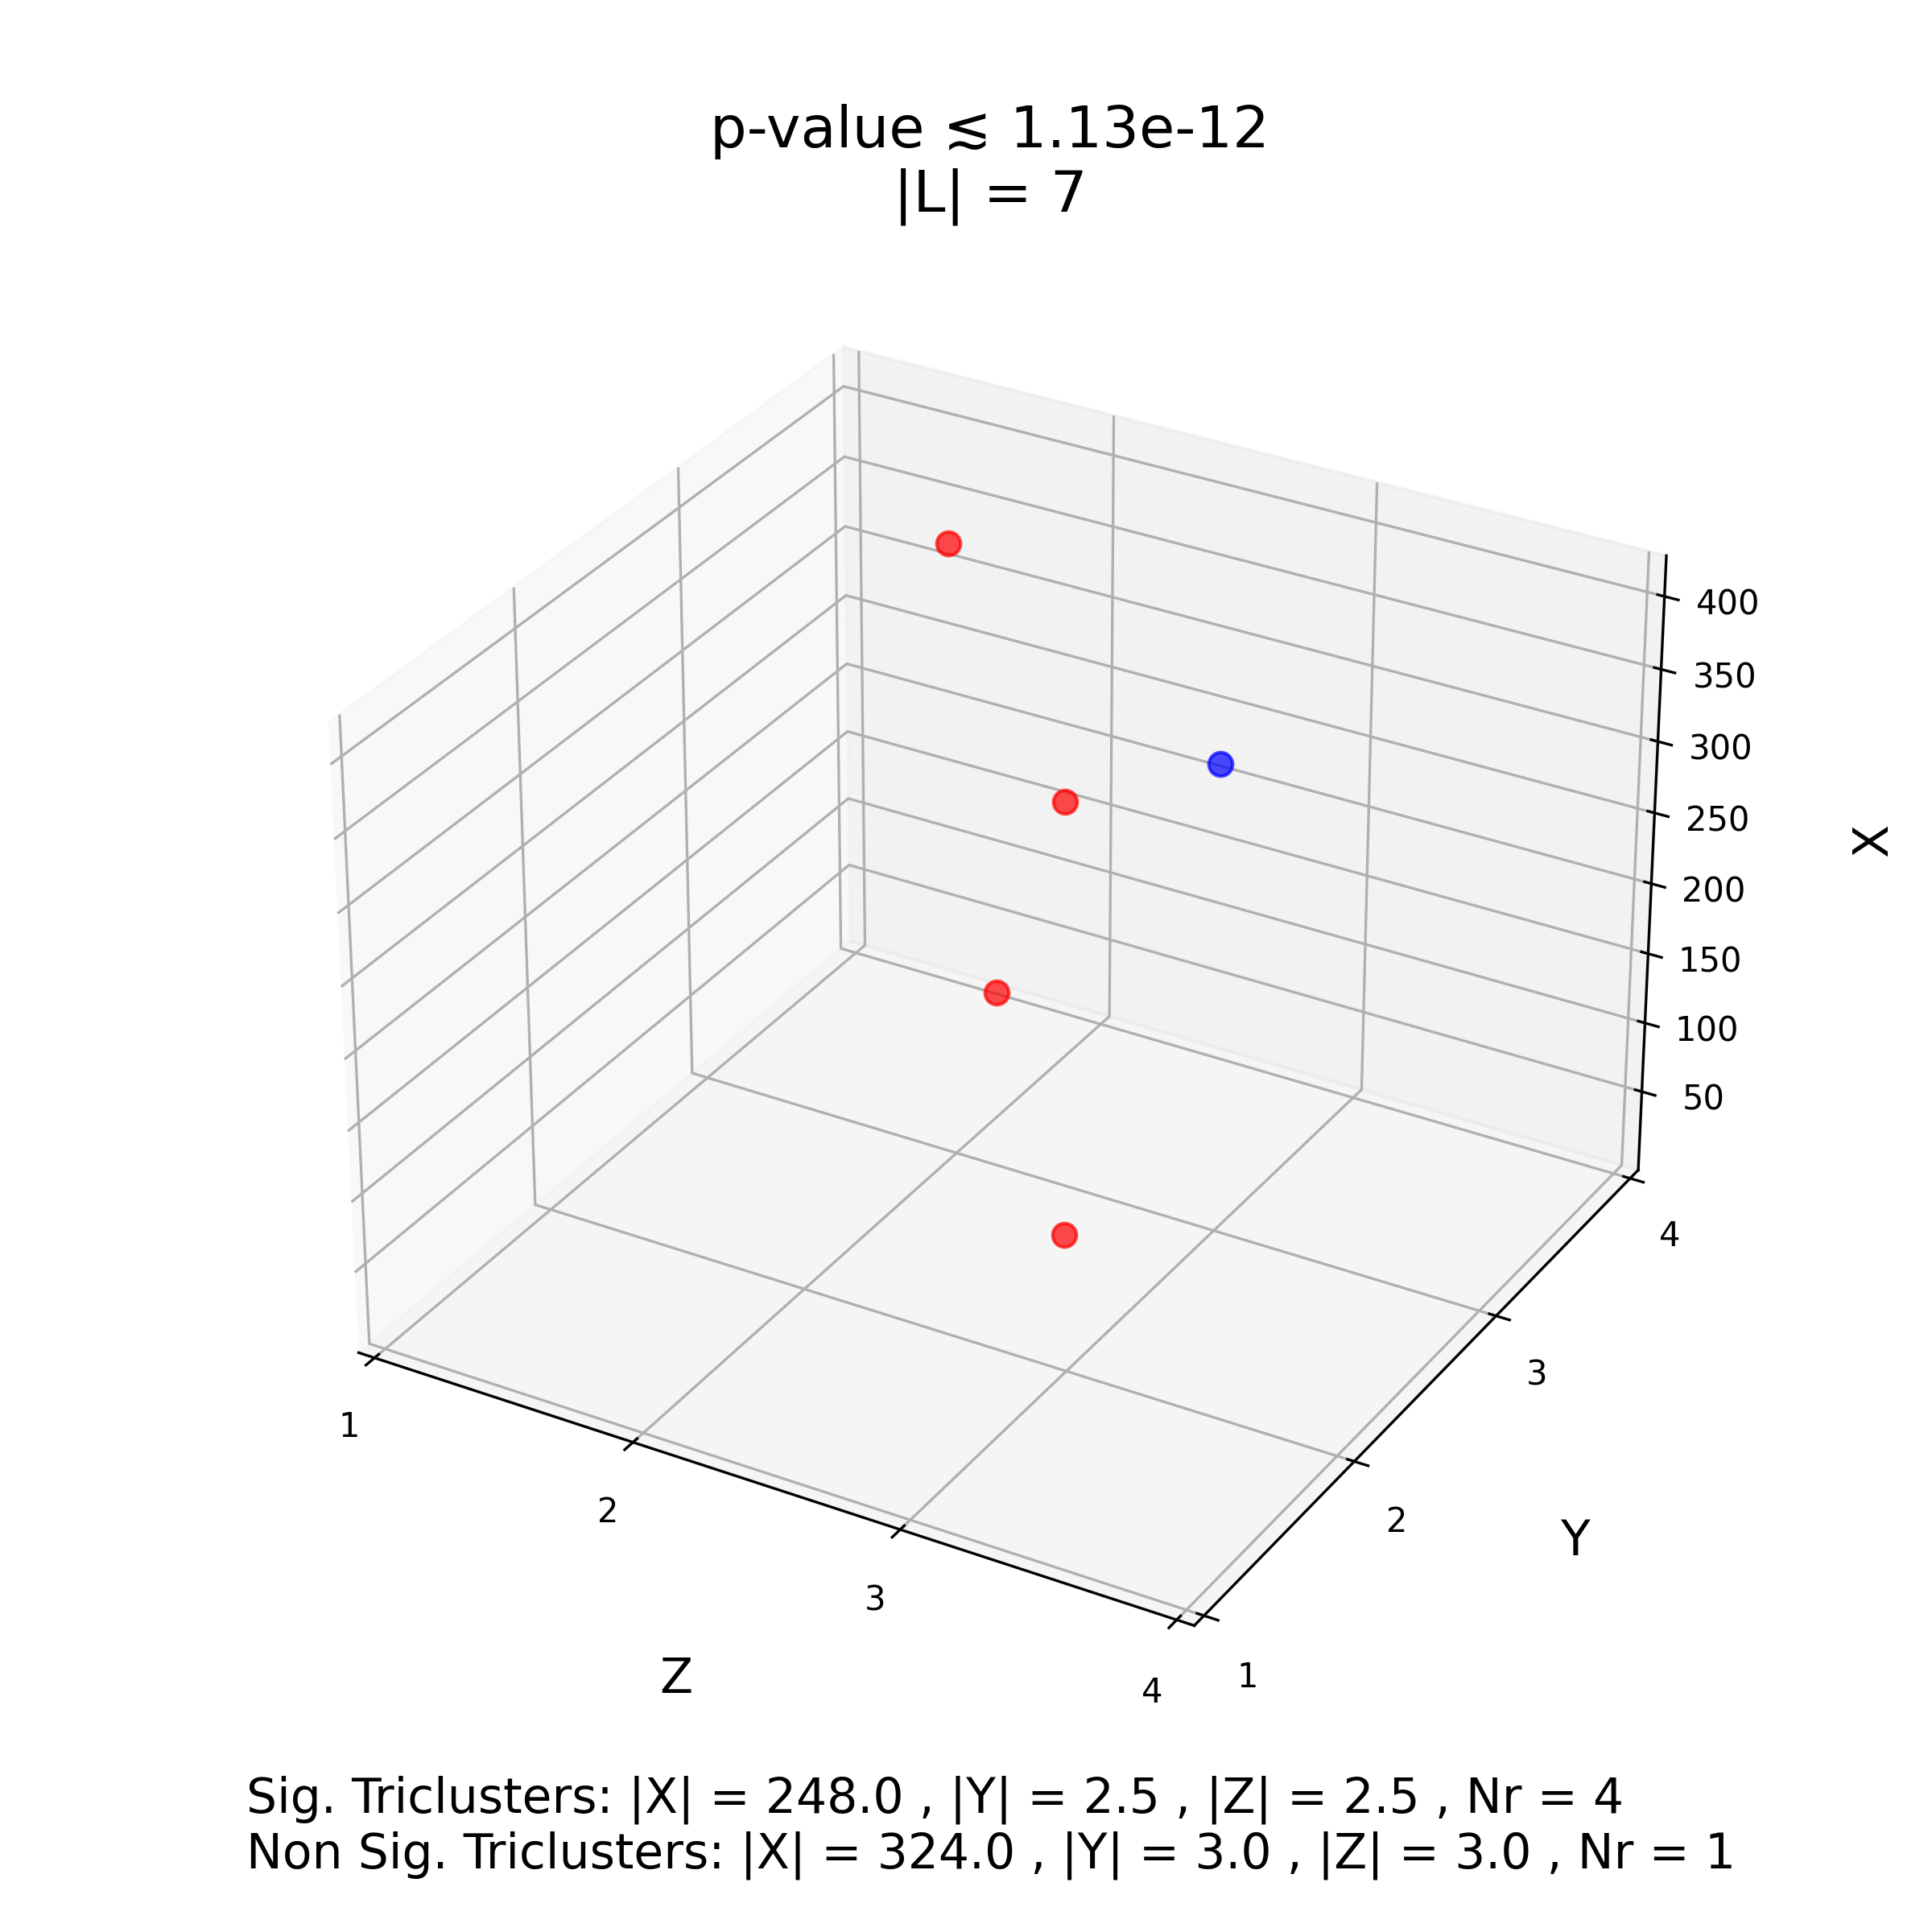 p-value ⪅ 1.13e-12
|L| = 7
400
350
300
250
200
150
100
50
X
4
3
2
1
Y
1
2
3
4
Z
Sig. Triclusters: |X| = 248.0 , |Y| = 2.5 , |Z| = 2.5 , Nr = 4
Non Sig. Triclusters: |X| = 324.0 , |Y| = 3.0 , |Z| = 3.0 , Nr = 1